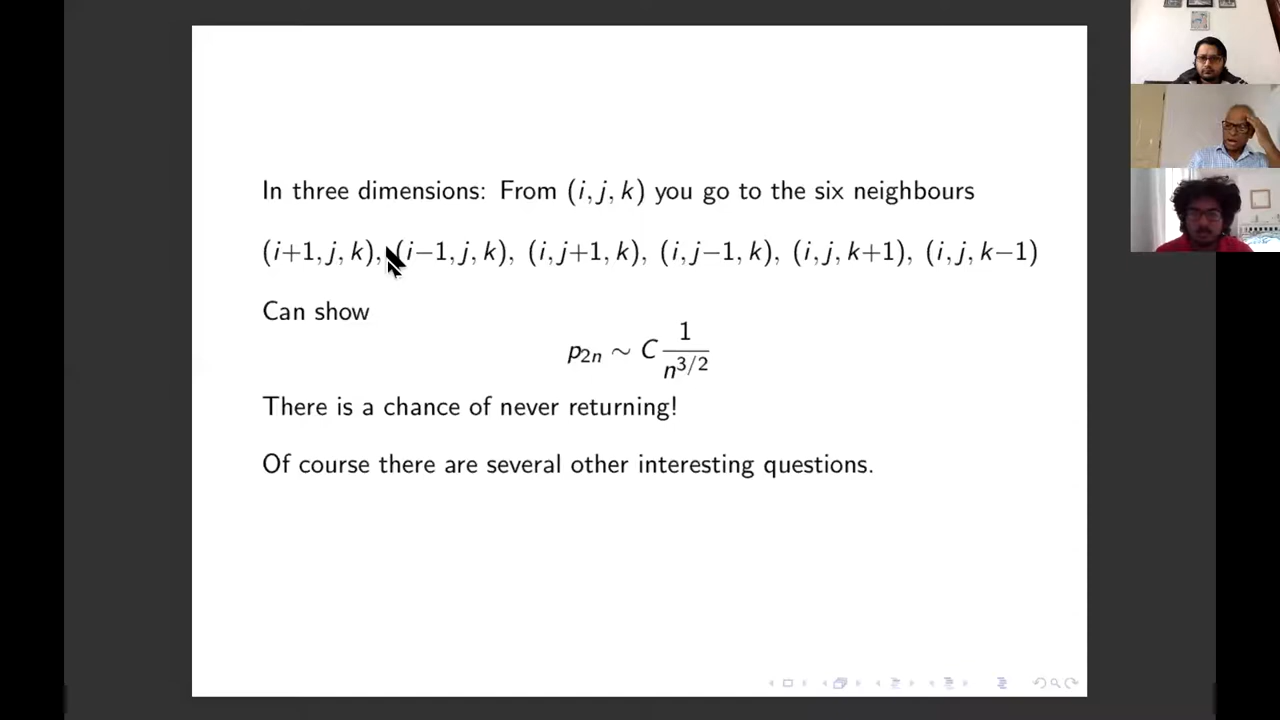 In three dimensions: From (i, j, k) you go to the six neighbours
(i+1, j, k), (i−1, j, k), (i, j+1, k), (i, j−1, k), (i, j, k+1), (i, j, k−1)
Can show
p_{2n} ∼ C \frac{1}{n^{3/2}}
There is a chance of never returning!
Of course there are several other interesting questions.